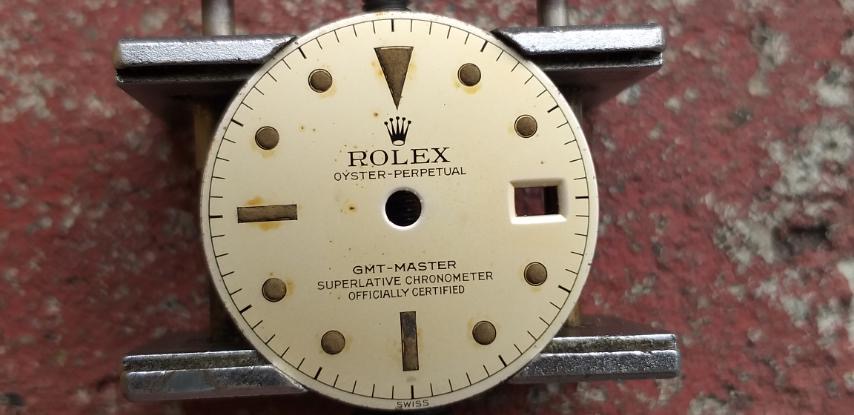 ROLEX
OYSTER-PERPETUAL
GMT-MASTER
SUPERLATIVE CHRONOMETER
OFFICIALLY CERTIFIED
SWISS